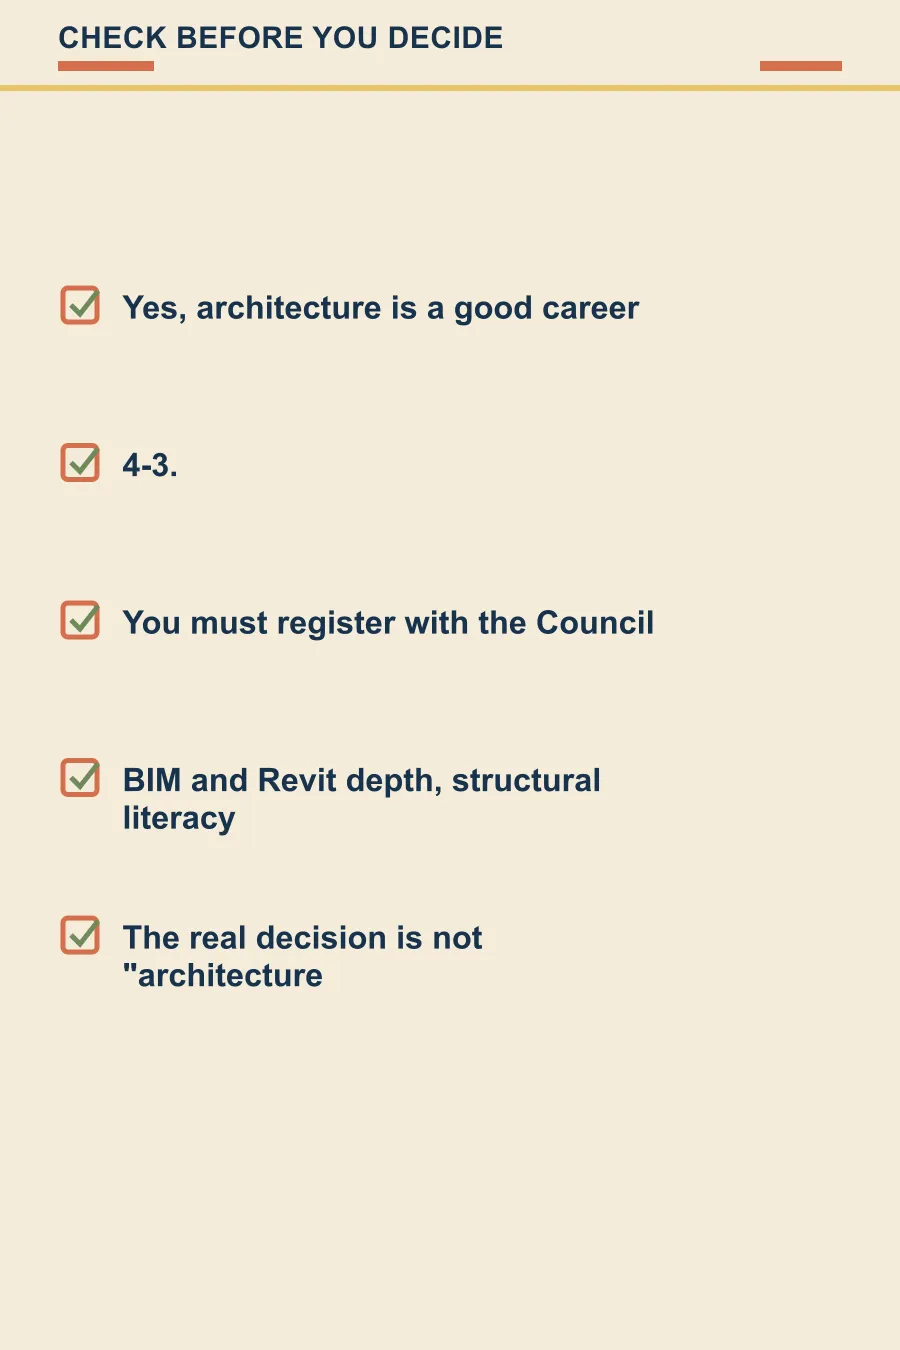 CHECK BEFORE YOU DECIDE
Yes, architecture is a good career
4-3.
You must register with the Council
BIM and Revit depth, structural
literacy
The real decision is not
"architecture